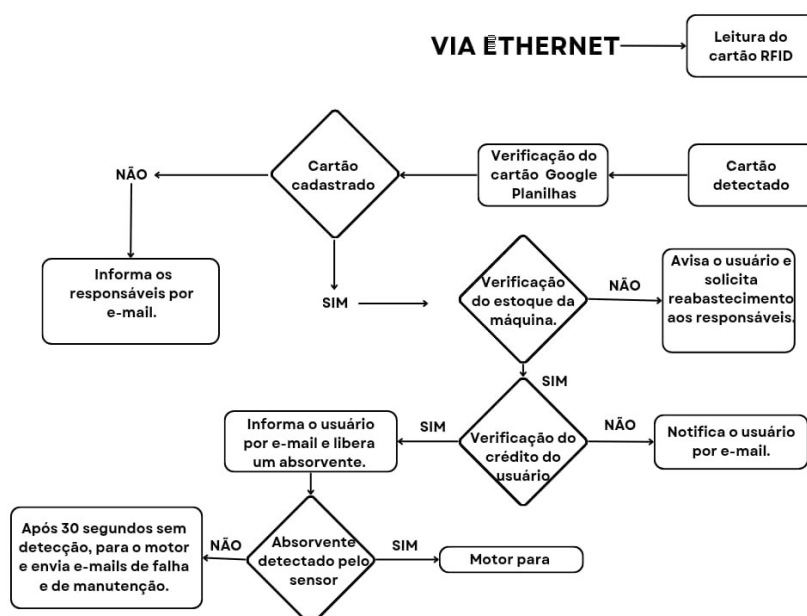 VIA ETHERNET
Leitura do
cartão RFID
Cartão
cadastrado
Verificação do
cartão Google
Planilhas
Cartão
detectado
NÃO
Informa os
responsáveis por
e-mail.
SIM
Verificação
do estoque da
máquina.
NÃO
Avisa o usuário e
solicita
reabastecimento
aos responsáveis.
SIM
Informa o usuário
por e-mail e libera
um absorvente.
SIM
Verificação do
crédito do
usuário
NÃO
Notifica o usuário
por e-mail.
Após 30 segundos sem
detecção, para o motor
e envia e-mails de falha
e de manutenção.
NÃO
Absorvente
detectado pelo
sensor
SIM
Motor para